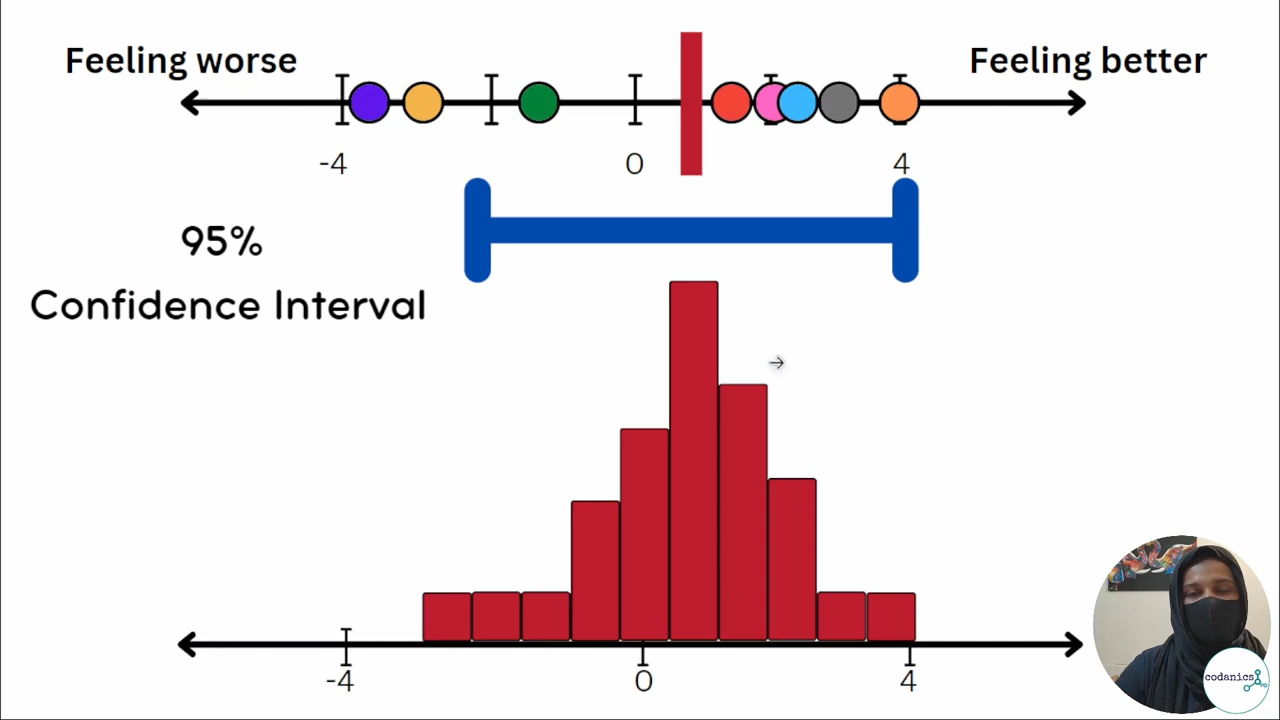 Feeling worse
Feeling better
-4
0
4
95%
Confidence Interval
-4
0
4
codanics